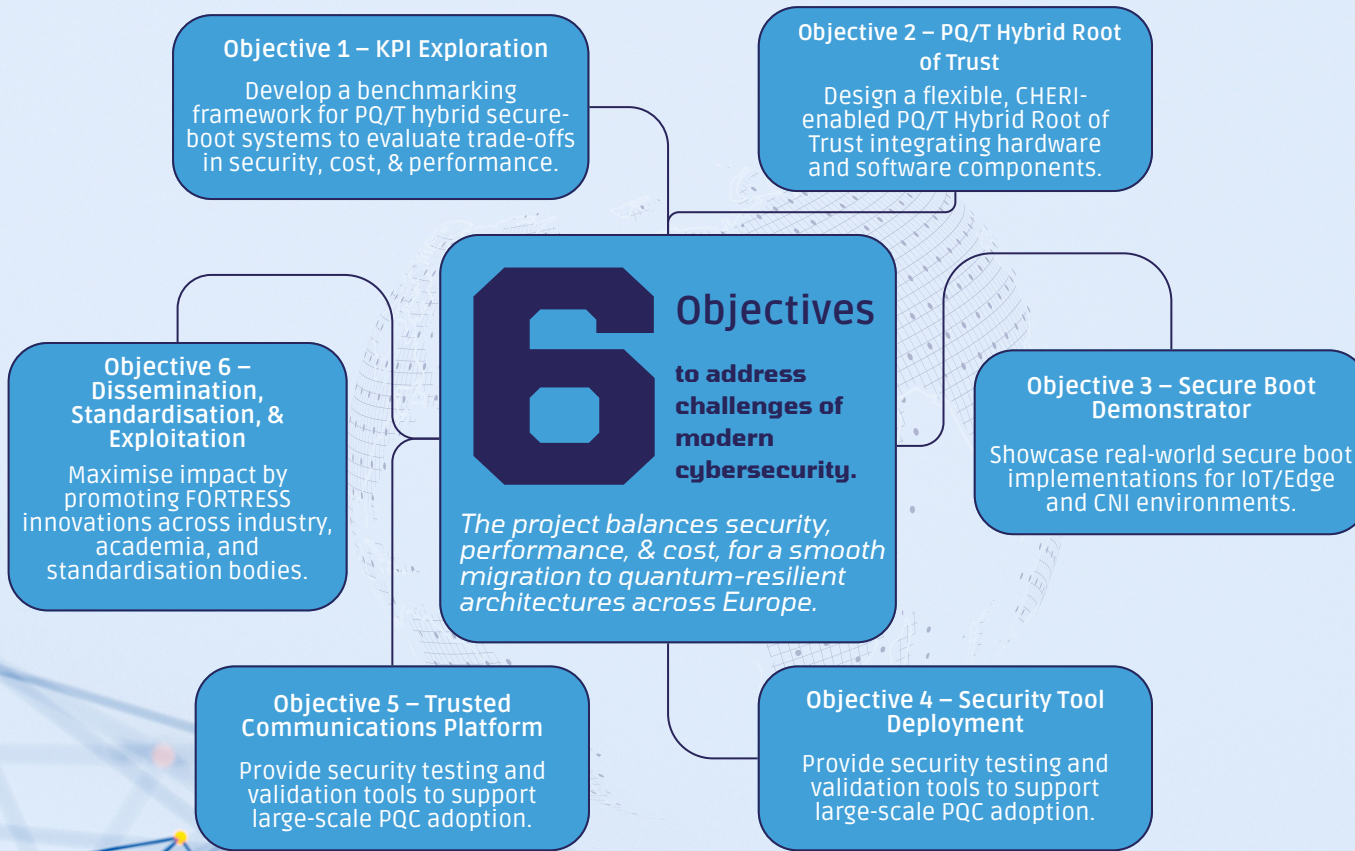 Objective 1 – KPI Exploration
Develop a benchmarking
framework for PQ/T hybrid secure-
boot systems to evaluate trade-offs
in security, cost, & performance.
Objective 2 – PQ/T Hybrid Root
of Trust
Design a flexible, CHERI-
enabled PQ/T Hybrid Root of
Trust integrating hardware
and software components.
6
Objectives
to address
challenges of
modern
cybersecurity.
The project balances security,
performance, & cost, for a smooth
migration to quantum-resilient
architectures across Europe.
Objective 3 – Secure Boot
Demonstrator
Showcase real-world secure boot
implementations for IoT/Edge
and CNI environments.
Objective 6 –
Dissemination,
Standardisation, &
Exploitation
Maximise impact by
promoting FORTRESS
innovations across industry,
academia, and
standardisation bodies.
Objective 5 – Trusted
Communications Platform
Provide security testing and
validation tools to support
large-scale PQC adoption.
Objective 4 – Security Tool
Deployment
Provide security testing and
validation tools to support
large-scale PQC adoption.